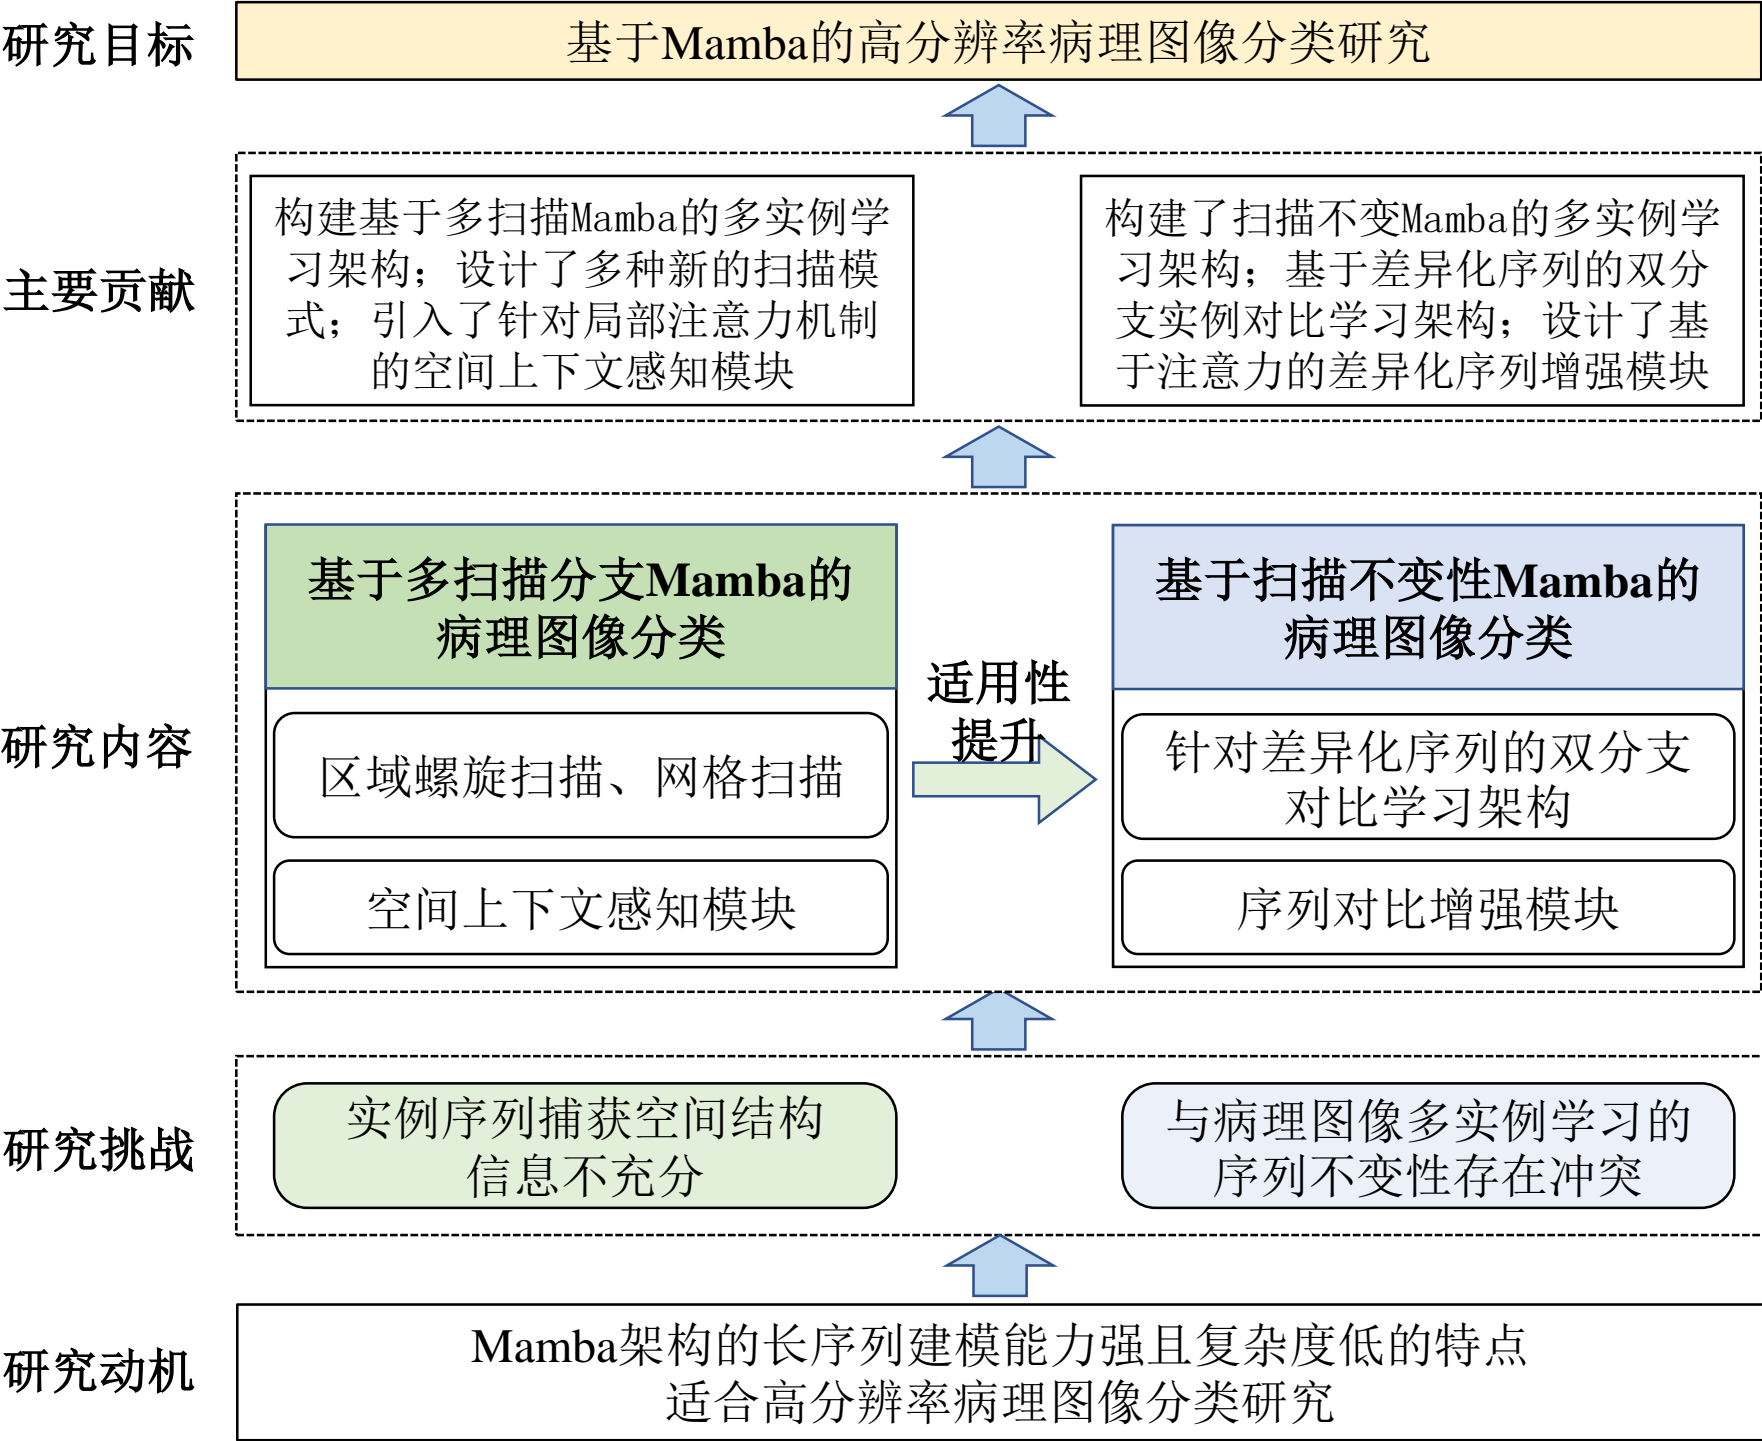 研究目标
基于Mamba的高分辨率病理图像分类研究
主要贡献
构建基于多扫描Mamba的多实例学
习架构；设计了多种新的扫描模
式；引入了针对局部注意力机制
的空间上下文感知模块
构建了扫描不变Mamba的多实例学
习架构；基于差异化序列的双分
支实例对比学习架构；设计了基
于注意力的差异化序列增强模块
研究内容
基于多扫描分支Mamba的
病理图像分类
区域螺旋扫描、网格扫描
空间上下文感知模块
适用性
提升
基于扫描不变性Mamba的
病理图像分类
针对差异化序列的双分支
对比学习架构
序列对比增强模块
研究挑战
实例序列捕获空间结构
信息不充分
与病理图像多实例学习的
序列不变性存在冲突
研究动机
Mamba架构的长序列建模能力强且复杂度低的特点
适合高分辨率病理图像分类研究